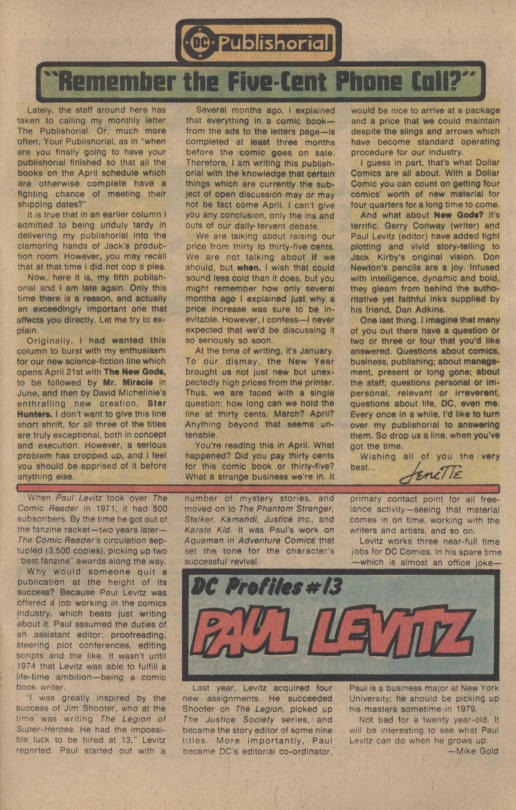 DC Publishorial
"Remember the Five-Cent Phone Call?"
Lately, the staff around here has
taken to calling my monthly letter
The Publishorial. Or, much more
often, Your Publishorial, as in "when
are you finally going to have your
publishorial finished so that all the
books on the April schedule which
are otherwise complete have a
fighting chance of meeting their
shipping dates?"
It is true that in an earlier column I
admitted to being unduly tardy in
delivering my publishorial into the
clamoring hands of Jack's produc-
tion room. However, you may recall
that at that time I did not cop a plea.
Now, here it is, my fifth publish-
orial and I am late again. Only this
time there is a reason, and actually
an exceedingly important one that
affects you directly. Let me try to ex-
plain.
Originally, I had wanted this
column to burst with my enthusiasm
for our new science-fiction line which
opens April 21st with The New Gods,
to be followed by Mr. Miracle in
June, and then by David Michelinie's
enthralling new creation, Star
Hunters. I don't want to give this line
short shrift, for all three of the titles
are truly exceptional, both in concept
and execution. However, a serious
problem has cropped up, and I feel
you should be apprised of it before
anything else.
Several months ago, I explained
that everything in a comic book—
from the ads to the letters page—is
completed at least three months
before the comic goes on sale.
Therefore, I am writing this publish-
orial with the knowledge that certain
things which are currently the sub-
ject of open discussion may or may
not be fact come April. I can't give
you any conclusion, only the ins and
outs of our daily fervent debate.
We are talking about raising our
price from thirty to thirty-five cents.
We are not talking about if we
should, but when. I wish that could
sound less cold than it does, but you
might remember how only several
months ago I explained just why a
price increase was sure to be in-
evitable. However, I confess—I never
expected that we'd be discussing it
so seriously so soon.
At the time of writing, it's January.
To our dismay, the New Year
brought us not just new but unex-
pectedly high prices from the printer.
Thus, we are faced with a single
question: how long can we hold the
line at thirty cents. March? April?
Anything beyond that seems un-
tenable.
You're reading this in April. What
happened? Did you pay thirty cents
for this comic book or thirty-five?
What a strange business we're in. It
would be nice to arrive at a package
and a price that we could maintain
despite the slings and arrows which
have become standard operating
procedure for our industry.
I guess in part, that's what Dollar
Comics are all about. With a Dollar
Comic you can count on getting four
comics' worth of new material for
four quarters for a long time to come.
And what about New Gods? It's
terrific. Gerry Conway (writer) and
Paul Levitz (editor) have added tight
plotting and vivid story-telling to
Jack Kirby's original vision. Don
Newton's pencils are a joy. Infused
with intelligence, dynamic and bold,
they gleam from behind the autho-
ritative yet faithful inks supplied by
his friend, Dan Adkins.
One last thing. I imagine that many
of you out there have a question or
two or three or four that you'd like
answered. Questions about comics,
business, publishing; about manage-
ment, present or long gone; about
the staff; questions personal or im-
personal, relevant or irreverent,
questions about life, DC, even me.
Every once in a while, I'd like to turn
over my publishorial to answering
them. So drop us a line, when you've
got the time.
Wishing all of you the very
best. .
Jenette
When Paul Levitz took over The
Comic Reader in 1971, it had 500
subscribers. By the time he got out of
the fanzine racket—two years later—
The Comic Reader's circulation sep-
tupled (3,500 copies), picking up two
"best fanzine" awards along the way.
Why would someone quit a
publication at the height of its
success? Because Paul Levitz was
offered a job working in the comics
industry, which beats just writing
about it. Paul assumed the duties of
an assistant editor: proofreading,
steering plot conferences, editing
scripts and the like. It wasn't until
1974 that Levitz was able to fulfill a
life-time ambition—being a comic
book writer.
"I was greatly inspired by the
success of Jim Shooter, who at the
time was writing The Legion of
Super-Heroes. He had the impossi-
ble luck to be hired at 13," Levitz
reported. Paul started out with a
number of mystery stories, and
moved on to The Phantom Stranger,
Stalker, Kamandi, Justice Inc., and
Karate Kid. It was Paul's work on
Aquaman in Adventure Comics that
set the tone for the character's
successful revival.
DC Profiles #13
PAUL LEVITZ
Last year, Levitz acquired four
new assignments. He succeeded
Shooter on The Legion, picked up
The Justice Society series, and
became the story editor of some nine
titles. More importantly, Paul
became DC's editorial co-ordinator,
primary contact point for all free-
lance activity—seeing that material
comes in on time, working with the
writers and artists, and so on.
Levitz works three near-full time
jobs for DC Comics. In his spare time
—which is almost an office joke—
Paul is a business major at New York
University; he should be picking up
his masters sometime in 1979.
Not bad for a twenty year-old. It
will be interesting to see what Paul
Levitz can do when he grows up.
—Mike Gold